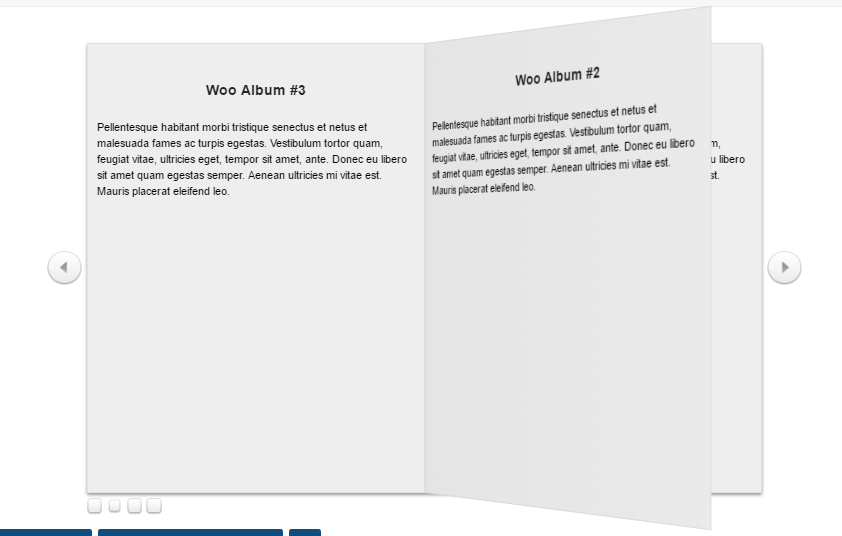 Woo Album #3
Pellentesque habitant morbi tristique senectus et netus et
malesuada fames ac turpis egestas. Vestibulum tortor quam,
feugiat vitae, ultricies eget, tempor sit amet, ante. Donec eu libero
sit amet quam egestas semper. Aenean ultricies mi vitae est.
Mauris placerat eleifend leo.
Woo Album #2
Pellentesque habitant morbi tristique senectus et netus et
malesuada fames ac turpis egestas. Vestibulum tortor quam,
feugiat vitae, ultricies eget, tempor sit amet, ante. Donec eu libero
sit amet quam egestas semper. Aenean ultricies mi vitae est.
Mauris placerat eleifend leo.
m,
u libero
st.